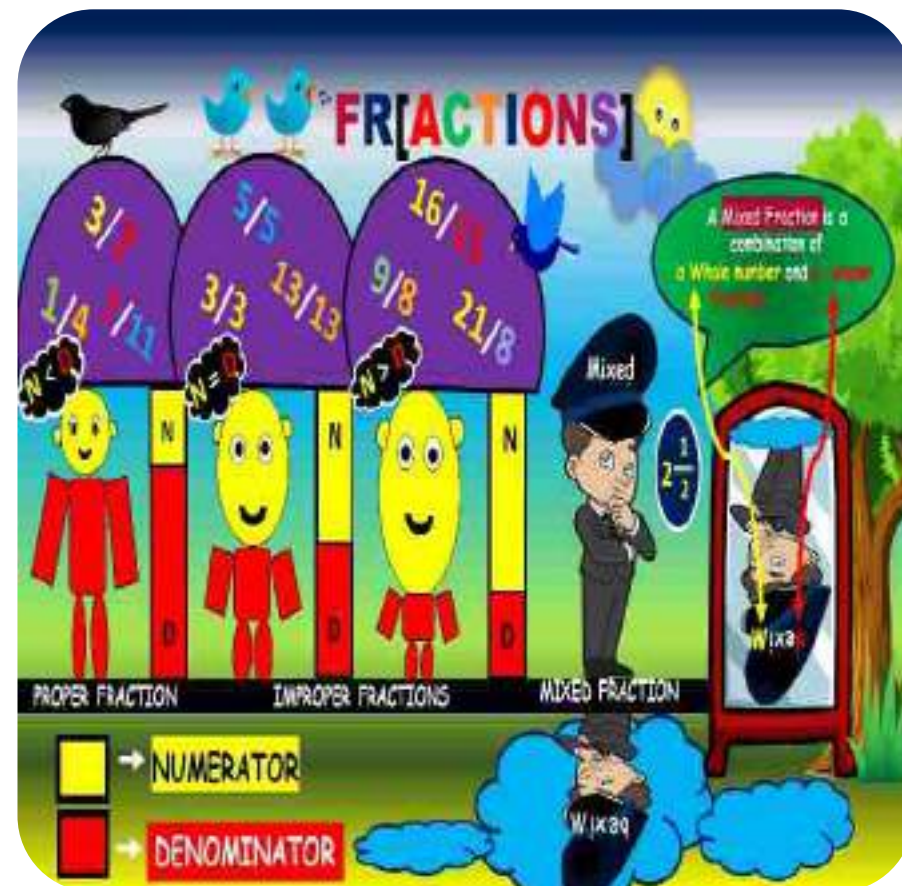 FR[ACTIONS]
3/
1/4
/11
5/5
3/3
13/13
16/
9/8
21/8
N < D
N = D
N > D
N
D
N
D
N
D
A Mixed Fraction is a
combination of
a Whole number and
Mixed
2 1/2
Wixaq
PROPER FRACTION
IMPROPER FRACTIONS
MIXED FRACTION
NUMERATOR
DENOMINATOR
Wixaq